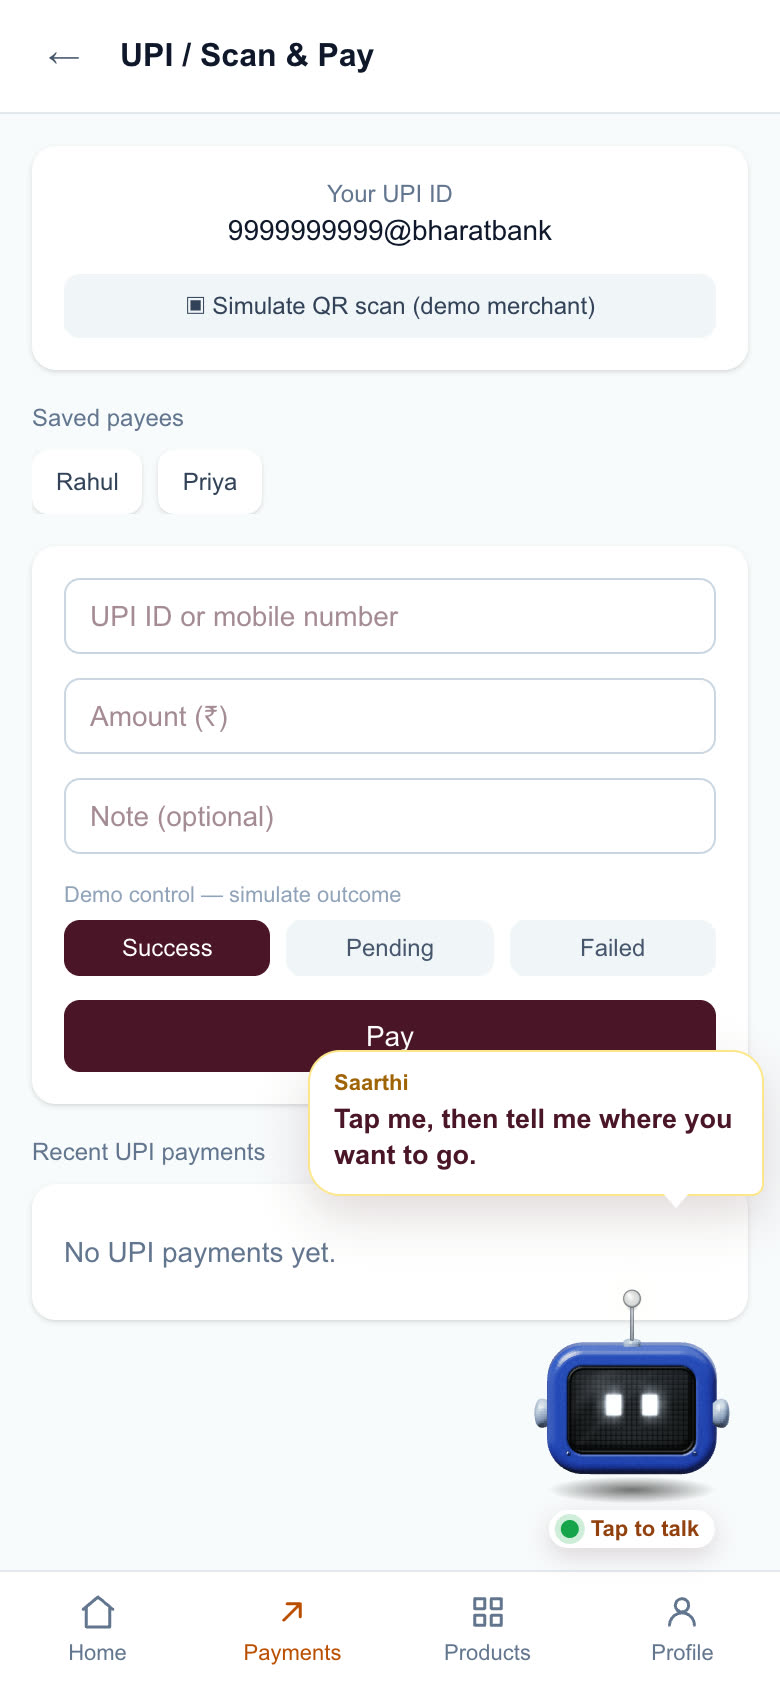 ← UPI / Scan & Pay
Your UPI ID
9999999999@bharatbank
▣ Simulate QR scan (demo merchant)
Saved payees
Rahul
Priya
UPI ID or mobile number
Amount (₹)
Note (optional)
Demo control — simulate outcome
Success
Pending
Failed
Pay
Saarthi
Tap me, then tell me where you
want to go.
Recent UPI payments
No UPI payments yet.
Tap to talk
Home
Payments
Products
Profile